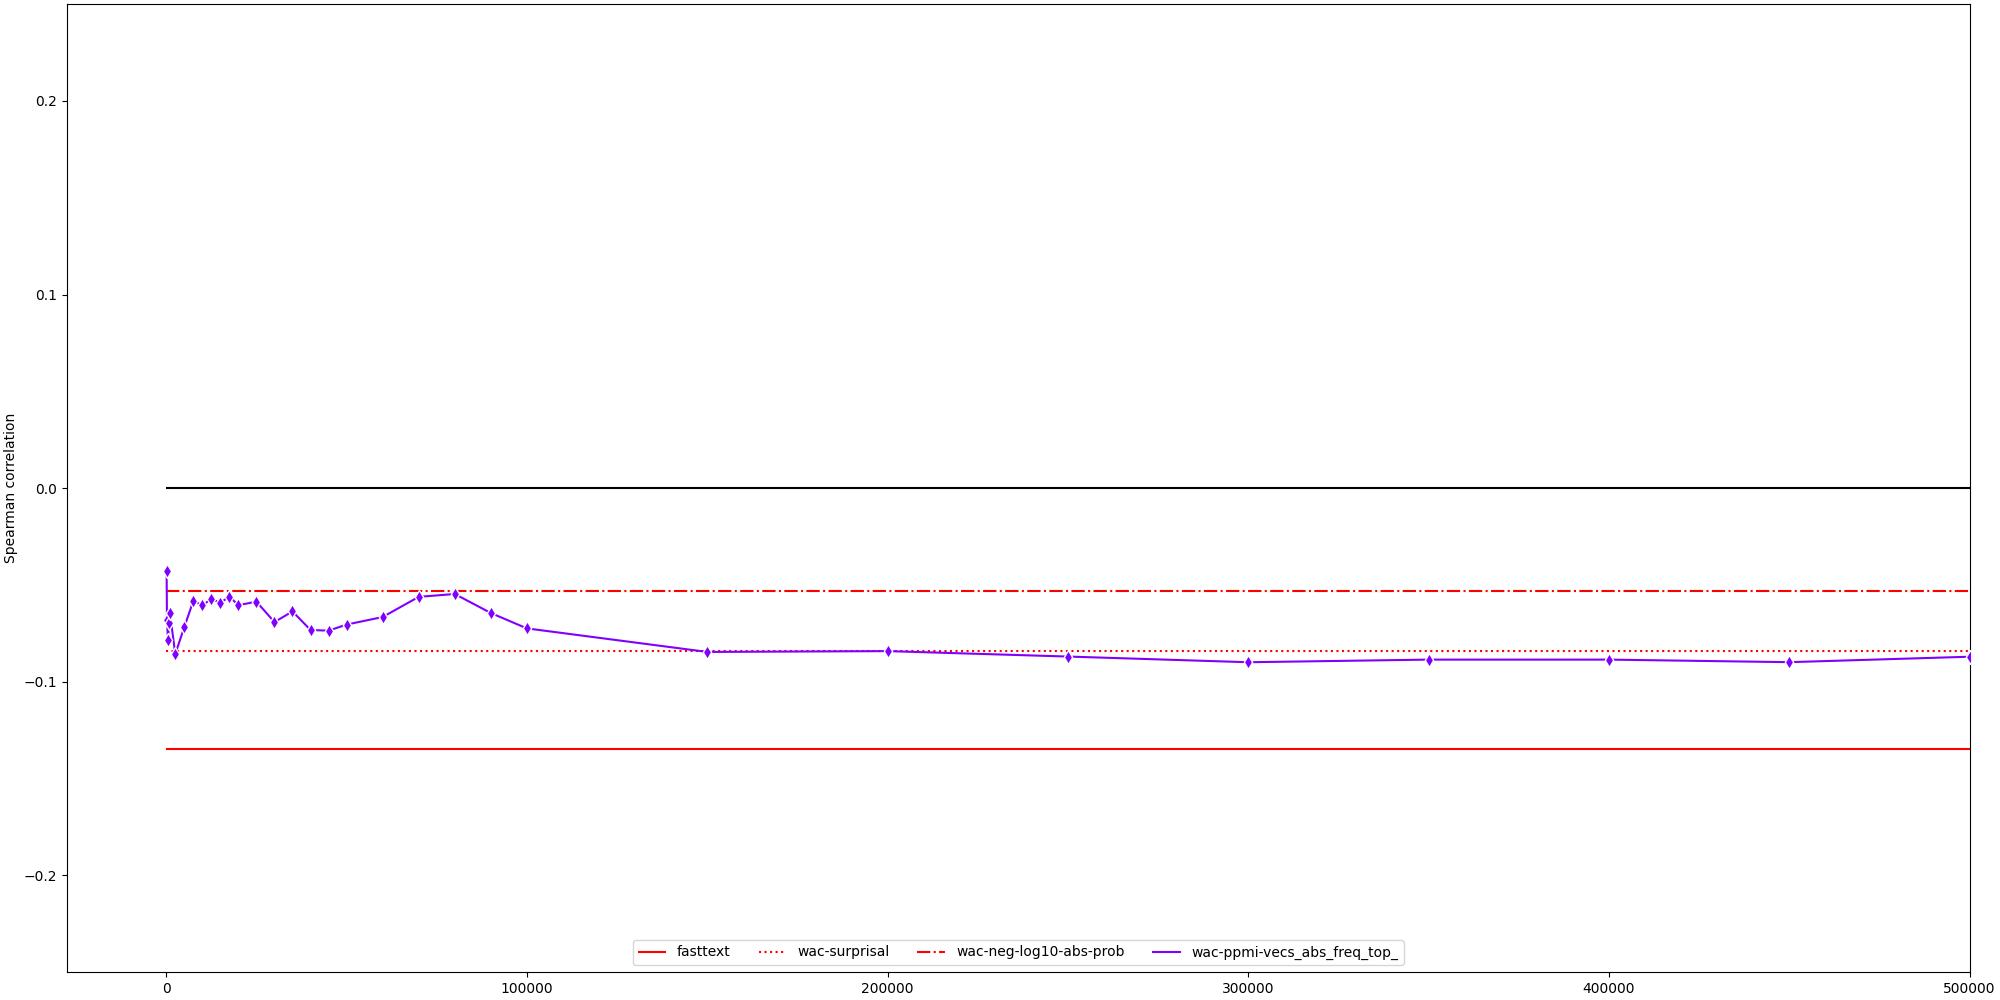 Spearman correlation
0.2
0.1
0.0
−0.1
−0.2
0 100000 200000 300000 400000 500000
fasttext wac-surprisal wac-neg-log10-abs-prob wac-ppmi-vecs_abs_freq_top_